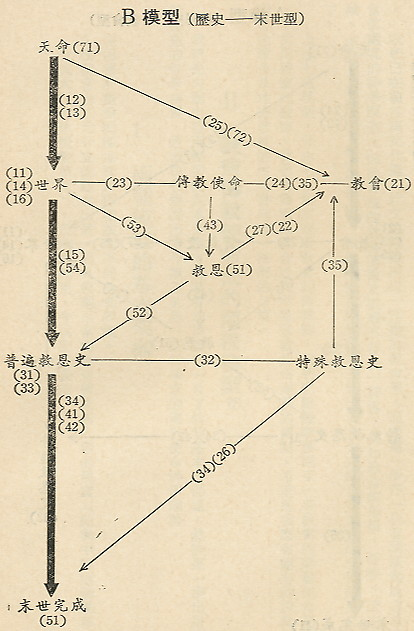 B 模型 (歷史——末世型)
天命(71)
(12)
(13)
(25)(72)
(11)
(14)世界
(16)
(23)
傳教使命
(24)(35)
教會(21)
(53)
(43)
(27)(22)
(15)
(54)
救恩(51)
(35)
(52)
普遍救恩史
(31)
(33)
(32)
特殊救恩史
(34)
(41)
(42)
(34)(26)
末世完成
(51)